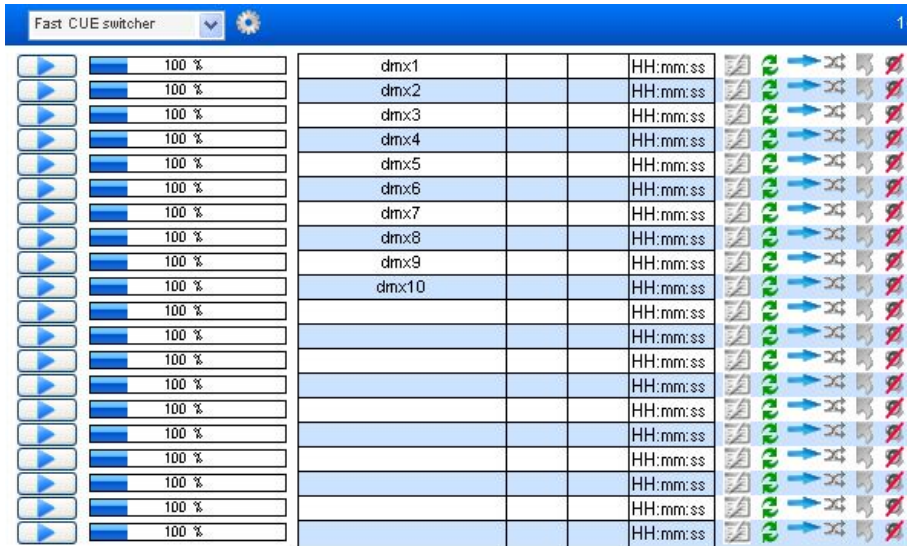 Fast CUE switcher 1
100 % dmx1 HH:mm:ss
100 % dmx2 HH:mm:ss
100 % dmx3 HH:mm:ss
100 % dmx4 HH:mm:ss
100 % dmx5 HH:mm:ss
100 % dmx6 HH:mm:ss
100 % dmx7 HH:mm:ss
100 % dmx8 HH:mm:ss
100 % dmx9 HH:mm:ss
100 % dmx10 HH:mm:ss
100 % HH:mm:ss
100 % HH:mm:ss
100 % HH:mm:ss
100 % HH:mm:ss
100 % HH:mm:ss
100 % HH:mm:ss
100 % HH:mm:ss
100 % HH:mm:ss
100 % HH:mm:ss
100 % HH:mm:ss